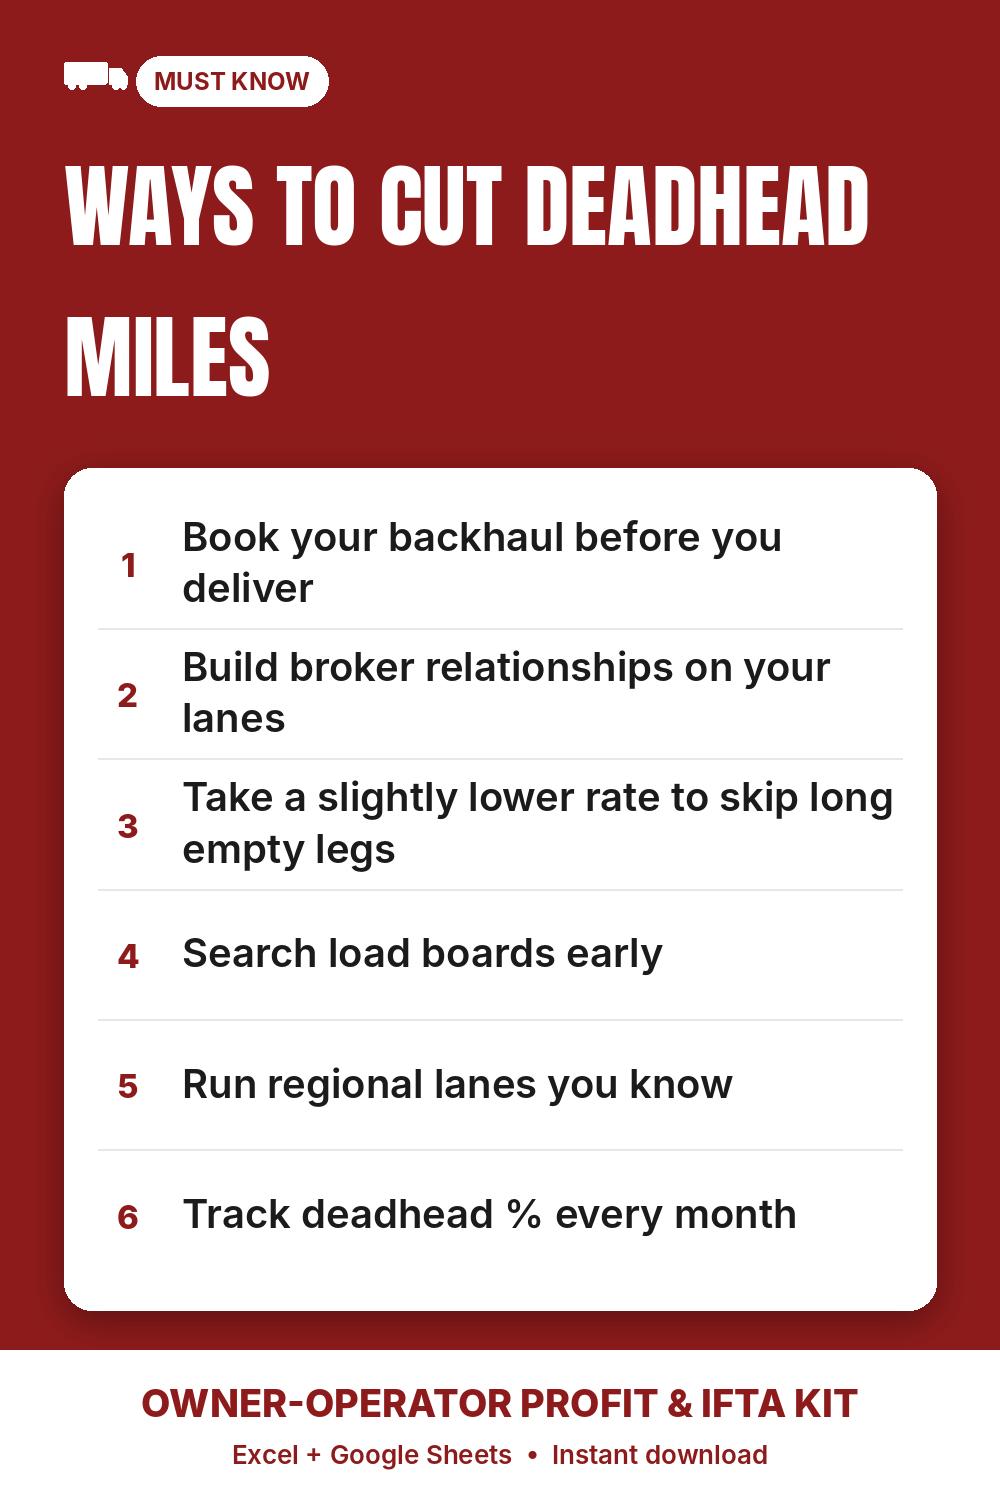 MUST KNOW
WAYS TO CUT DEADHEAD
MILES
1 Book your backhaul before you
deliver
2 Build broker relationships on your
lanes
3 Take a slightly lower rate to skip long
empty legs
4 Search load boards early
5 Run regional lanes you know
6 Track deadhead % every month
OWNER-OPERATOR PROFIT & IFTA KIT
Excel + Google Sheets • Instant download